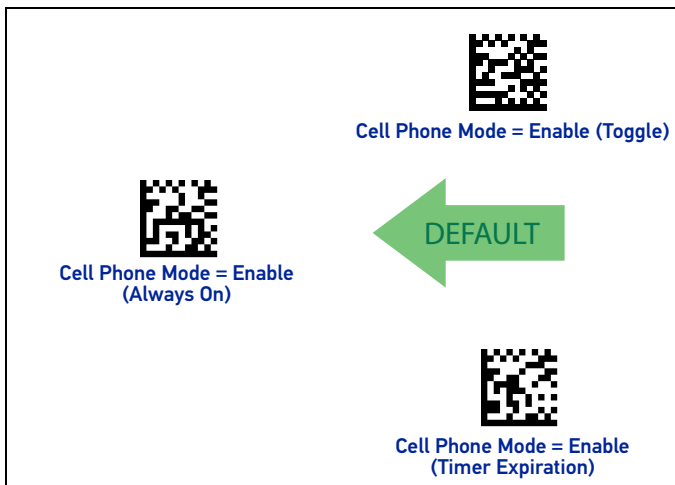 Cell Phone Mode = Enable (Toggle)
DEFAULT
Cell Phone Mode = Enable
(Always On)
Cell Phone Mode = Enable
(Timer Expiration)